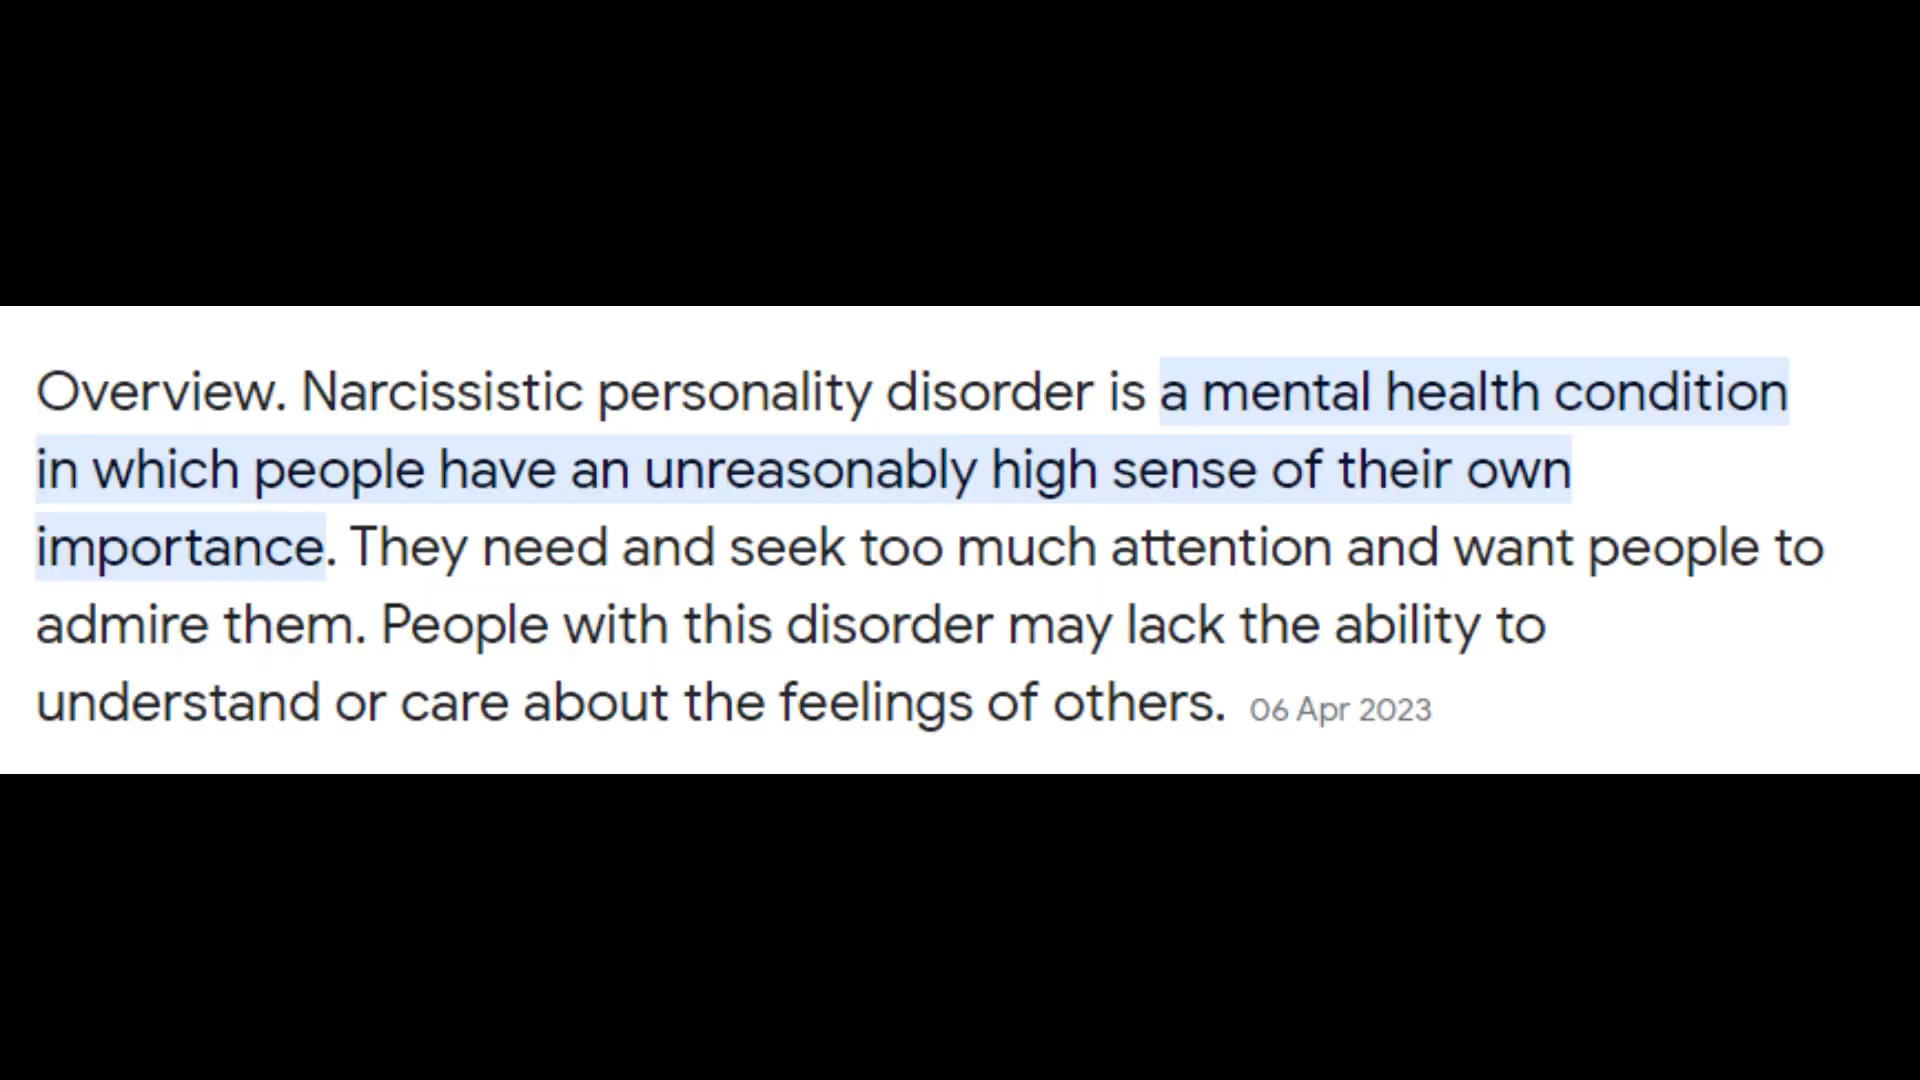 Overview. Narcissistic personality disorder is a mental health condition
in which people have an unreasonably high sense of their own
importance. They need and seek too much attention and want people to
admire them. People with this disorder may lack the ability to
understand or care about the feelings of others. 06 Apr 2023